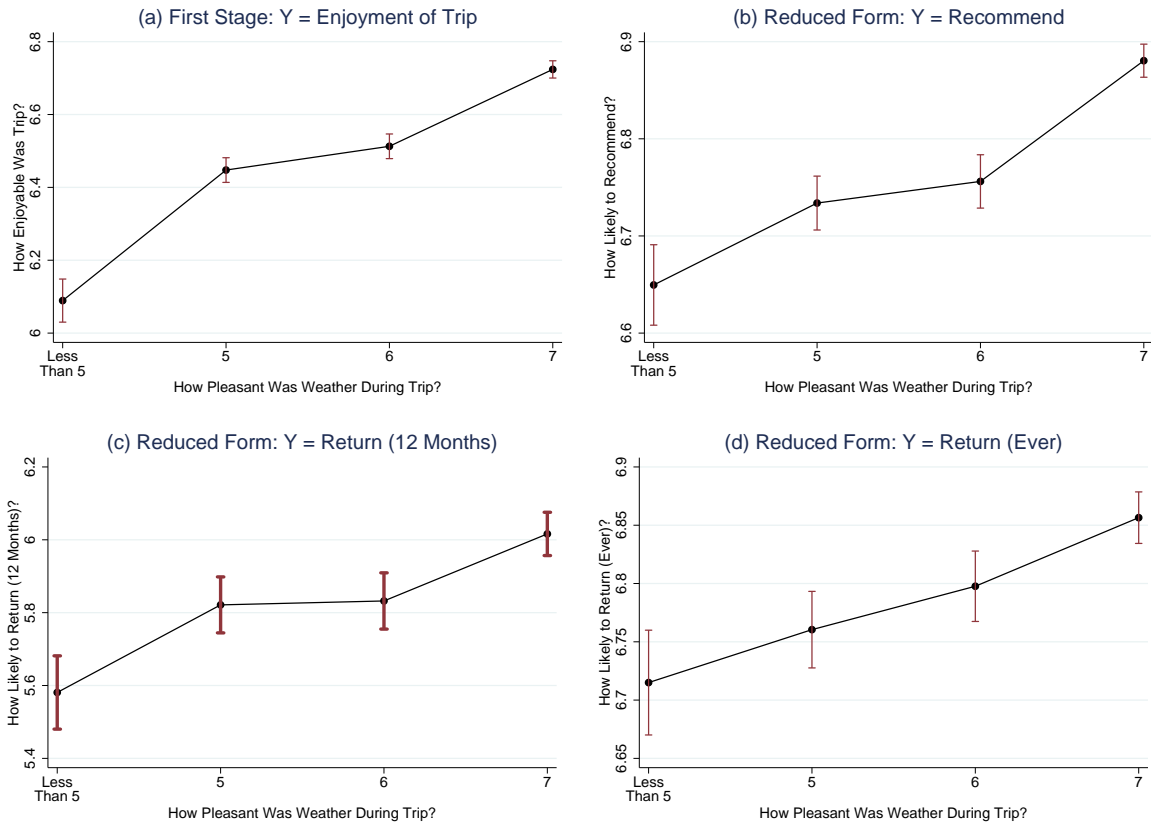 (a) First Stage: Y = Enjoyment of Trip
How Enjoyable Was Trip?
6.8
6.6
6.4
6.2
6
Less
Than 5
5
6
7
How Pleasant Was Weather During Trip?
(b) Reduced Form: Y = Recommend
How Likely to Recommend?
6.9
6.8
6.7
6.6
Less
Than 5
5
6
7
How Pleasant Was Weather During Trip?
(c) Reduced Form: Y = Return (12 Months)
How Likely to Return (12 Months)?
6.2
6
5.8
5.6
5.4
Less
Than 5
5
6
7
How Pleasant Was Weather During Trip?
(d) Reduced Form: Y = Return (Ever)
How Likely to Return (Ever)?
6.9
6.85
6.8
6.75
6.7
6.65
Less
Than 5
5
6
7
How Pleasant Was Weather During Trip?